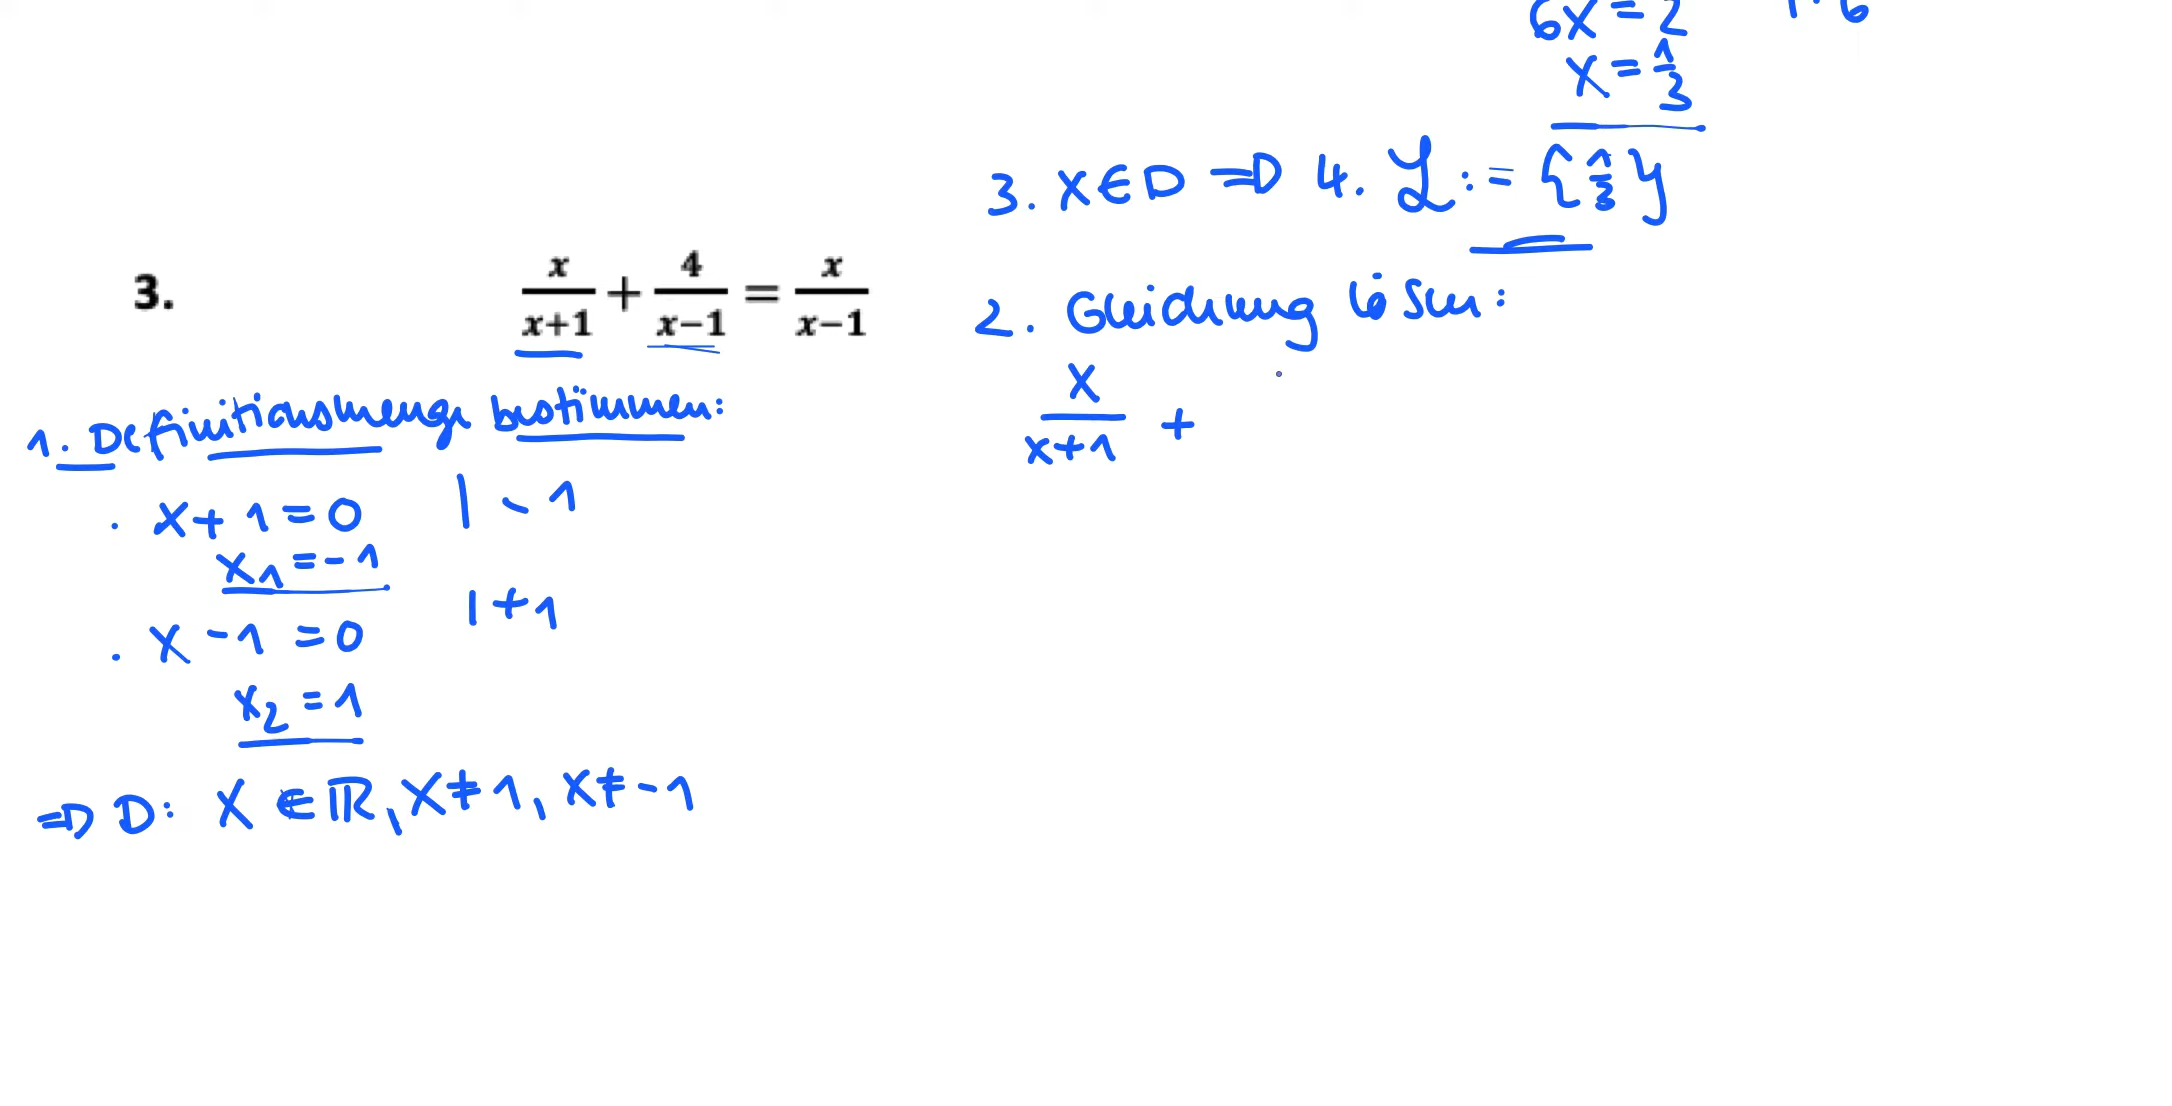 6x = 2 | : 6
x = 1/3
3. x ∈ D ⇒ 4. L := {1/3}
3. x/(x+1) + 4/(x−1) = x/(x−1)
1. Definitionsmenge bestimmen:
· x + 1 = 0 | - 1
x₁ = -1
· x - 1 = 0 | + 1
x₂ = 1
⇒ D: x ∈ ℝ, x ≠ 1, x ≠ -1
2. Gleichung lösen:
x/(x+1) +